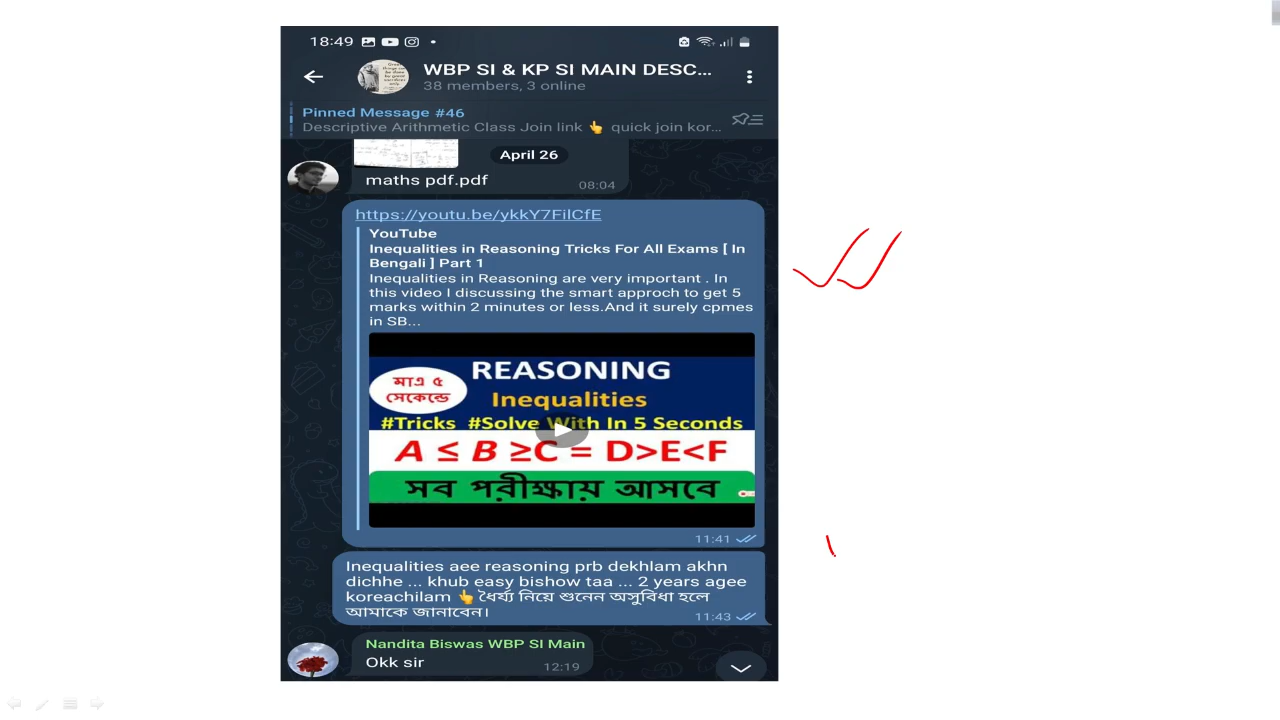 18:49
WBP SI & KP SI MAIN DESC...
38 members, 3 online
Pinned Message #46
Descriptive Arithmetic Class Join link 👆 quick join kor...
April 26
maths pdf.pdf 08:04
https://youtu.be/ykkY7FilCfE
YouTube
Inequalities in Reasoning Tricks For All Exams [ In
Bengali ] Part 1
Inequalities in Reasoning are very important . In
this video I discussing the smart approch to get 5
marks within 2 minutes or less.And it surely cpmes
in SB...
REASONING
মাত্র ৫
সেকেন্ডে
Inequalities
#Tricks #Solve With In 5 Seconds
A ≤ B ≥C = D>E<F
সব পরীক্ষায় আসবে
11:41
Inequalities aee reasoning prb dekhlam akhn
dichhe ... khub easy bishow taa ... 2 years agee
koreachilam 👆 ধৈর্য্য নিয়ে শুনেন অসুবিধা হলে
আমাকে জানাবেন। 11:43
Nandita Biswas WBP SI Main
Okk sir 12:19